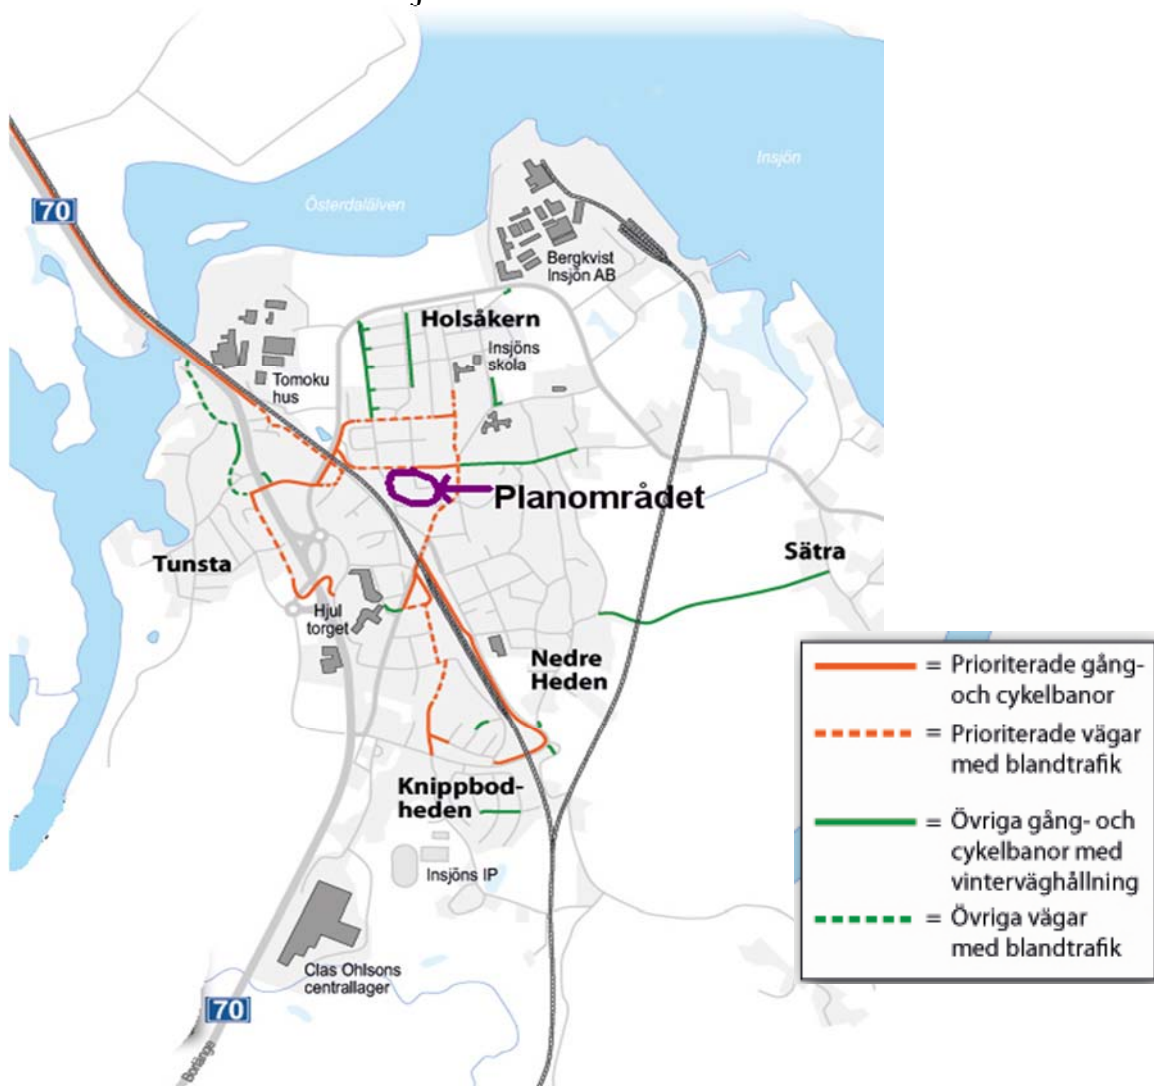 Insjön
70
Österdalälven
Bergkvist
Insjön AB
Holsåkern
Insjöns
skola
Tomoku
hus
Planområdet
Sätra
Tunsta
Hjul
torget
Nedre
Heden
= Prioriterade gång-
och cykelbanor
= Prioriterade vägar
med blandtrafik
Knippbod-
heden
= Övriga gång- och
cykelbanor med
vinterväghållning
Insjöns IP
= Övriga vägar
med blandtrafik
Clas Ohlsons
centrallager
70
Borlänge